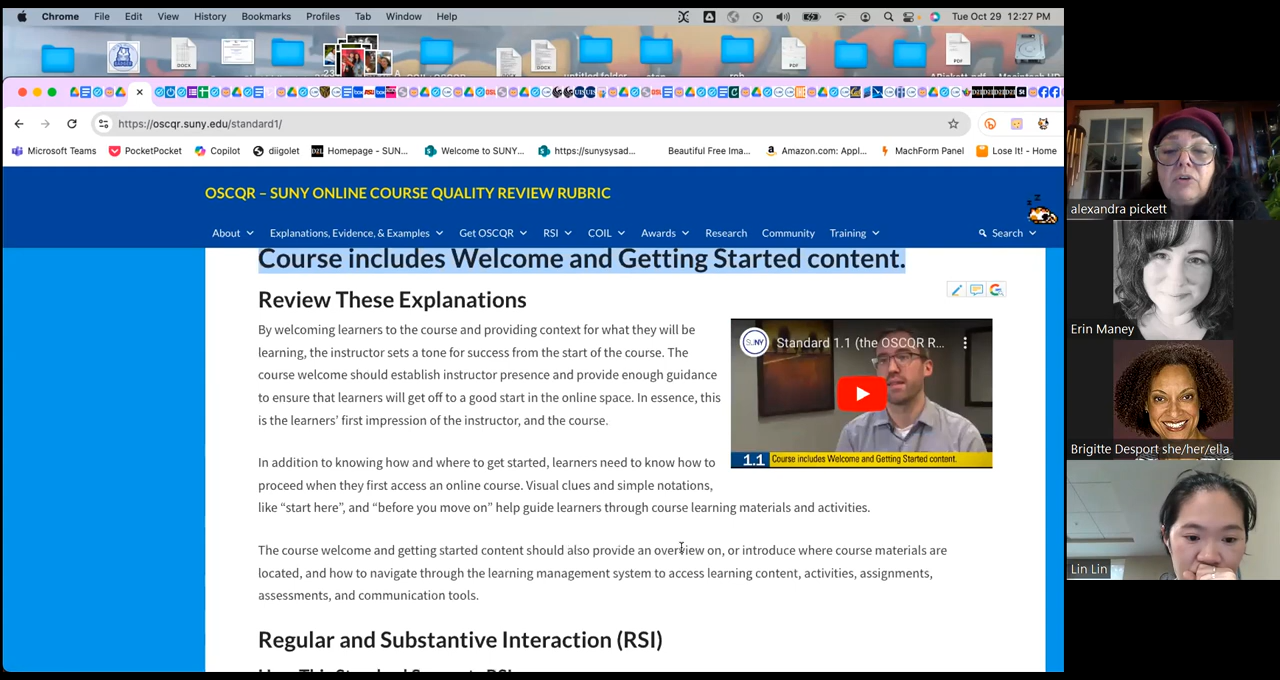 Chrome File Edit View History Bookmarks Profiles Tab Window Help Tue Oct 29 12:27 PM
DOCX
DOCX
untitled folder
PDF
PDF
https://oscqr.suny.edu/standard1/
Microsoft Teams PocketPocket Copilot diigolet Homepage - SUN... Welcome to SUNY... https://sunysysad... Beautiful Free Ima... Amazon.com: Appl... MachForm Panel Lose It! - Home
OSCQR – SUNY ONLINE COURSE QUALITY REVIEW RUBRIC
About Explanations, Evidence, & Examples Get OSCQR RSI COIL Awards Research Community Training Search
Course includes Welcome and Getting Started content.
Review These Explanations
By welcoming learners to the course and providing context for what they will be
learning, the instructor sets a tone for success from the start of the course. The
course welcome should establish instructor presence and provide enough guidance
to ensure that learners will get off to a good start in the online space. In essence, this
is the learners' first impression of the instructor, and the course.
SUNY Standard 1.1 (the OSCQR R...
1.1 Course includes Welcome and Getting Started content.
In addition to knowing how and where to get started, learners need to know how to
proceed when they first access an online course. Visual clues and simple notations,
like “start here”, and “before you move on” help guide learners through course learning materials and activities.
The course welcome and getting started content should also provide an overview on, or introduce where course materials are
located, and how to navigate through the learning management system to access learning content, activities, assignments,
assessments, and communication tools.
Regular and Substantive Interaction (RSI)
alexandra pickett
Erin Maney
Brigitte Desport she/her/ella
Lin Lin